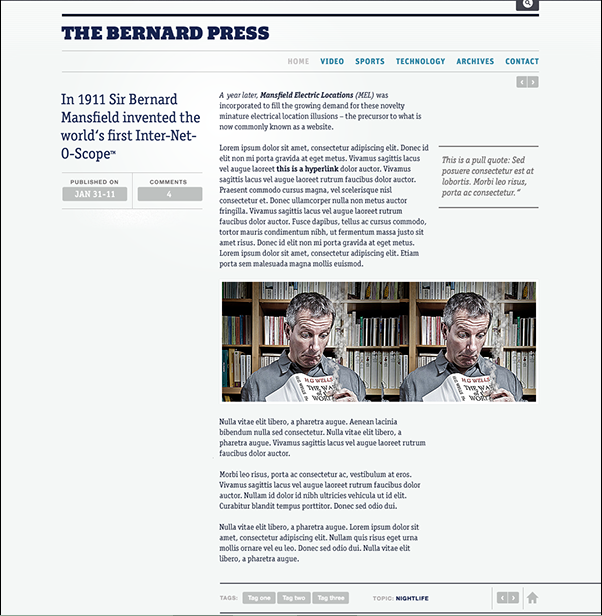 THE BERNARD PRESS
HOME VIDEO SPORTS TECHNOLOGY ARCHIVES CONTACT
In 1911 Sir Bernard
Mansfield invented the
world's first Inter-Net-
O-Scope™
PUBLISHED ON
JAN 31-11
COMMENTS
4
A year later, Mansfield Electric Locations (MEL) was
incorporated to fill the growing demand for these novelty
minature electrical location illusions – the precursor to what is
now commonly known as a website.
Lorem ipsum dolor sit amet, consectetur adipiscing elit. Donec id
elit non mi porta gravida at eget metus. Vivamus sagittis lacus
vel augue laoreet this is a hyperlink dolor auctor. Vivamus
sagittis lacus vel augue laoreet rutrum faucibus dolor auctor.
Praesent commodo cursus magna, vel scelerisque nisl
consectetur et. Donec ullamcorper nulla non metus auctor
fringilla. Vivamus sagittis lacus vel augue laoreet rutrum
faucibus dolor auctor. Fusce dapibus, tellus ac cursus commodo,
tortor mauris condimentum nibh, ut fermentum massa justo sit
amet risus. Donec id elit non mi porta gravida at eget metus.
Lorem ipsum dolor sit amet, consectetur adipiscing elit. Etiam
porta sem malesuada magna mollis euismod.
This is a pull quote: Sed
posuere consectetur est at
lobortis. Morbi leo risus,
porta ac consectetur.”
H.G. WELLS
THE WAR
H.G. WELLS
THE WAR
Nulla vitae elit libero, a pharetra augue. Aenean lacinia
bibendum nulla sed consectetur. Nulla vitae elit libero, a
pharetra augue. Vivamus sagittis lacus vel augue laoreet rutrum
faucibus dolor auctor.
Morbi leo risus, porta ac consectetur ac, vestibulum at eros.
Vivamus sagittis lacus vel augue laoreet rutrum faucibus dolor
auctor. Nullam id dolor id nibh ultricies vehicula ut id elit.
Curabitur blandit tempus porttitor. Donec sed odio dui.
Nulla vitae elit libero, a pharetra augue. Lorem ipsum dolor sit
amet, consectetur adipiscing elit. Nullam quis risus eget urna
mollis ornare vel eu leo. Donec sed odio dui. Nulla vitae elit
libero, a pharetra augue.
TAGS: Tag one Tag two Tag three TOPIC: NIGHTLIFE